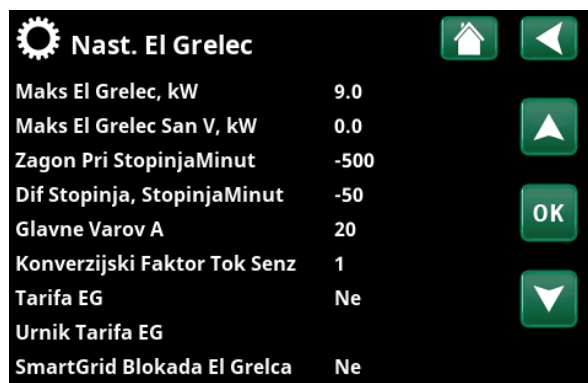 Nast. El Grelec
Maks El Grelec, kW 9.0
Maks El Grelec San V, kW 0.0
Zagon Pri StopinjaMinut -500
Dif Stopinja, StopinjaMinut -50
Glavne Varov A 20
Konverzijski Faktor Tok Senz 1
Tarifa EG Ne
Urnik Tarifa EG
SmartGrid Blokada El Grelca Ne
OK